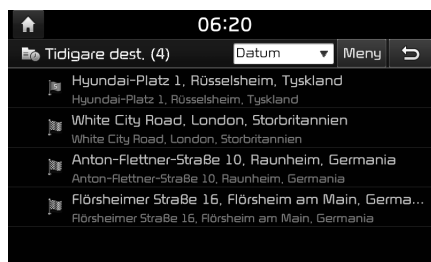 06:20
Tidigare dest. (4) Datum Meny
Hyundai-Platz 1, Rüsselsheim, Tyskland
Hyundai-Platz 1, Rüsselsheim, Tyskland
White City Road, London, Storbritannien
White City Road, London, Storbritannien
Anton-Flettner-Straße 10, Raunheim, Germania
Anton-Flettner-Straße 10, Raunheim, Germania
Flörsheimer Straße 16, Flörsheim am Main, Germa...
Flörsheimer Straße 16, Flörsheim am Main, Germania